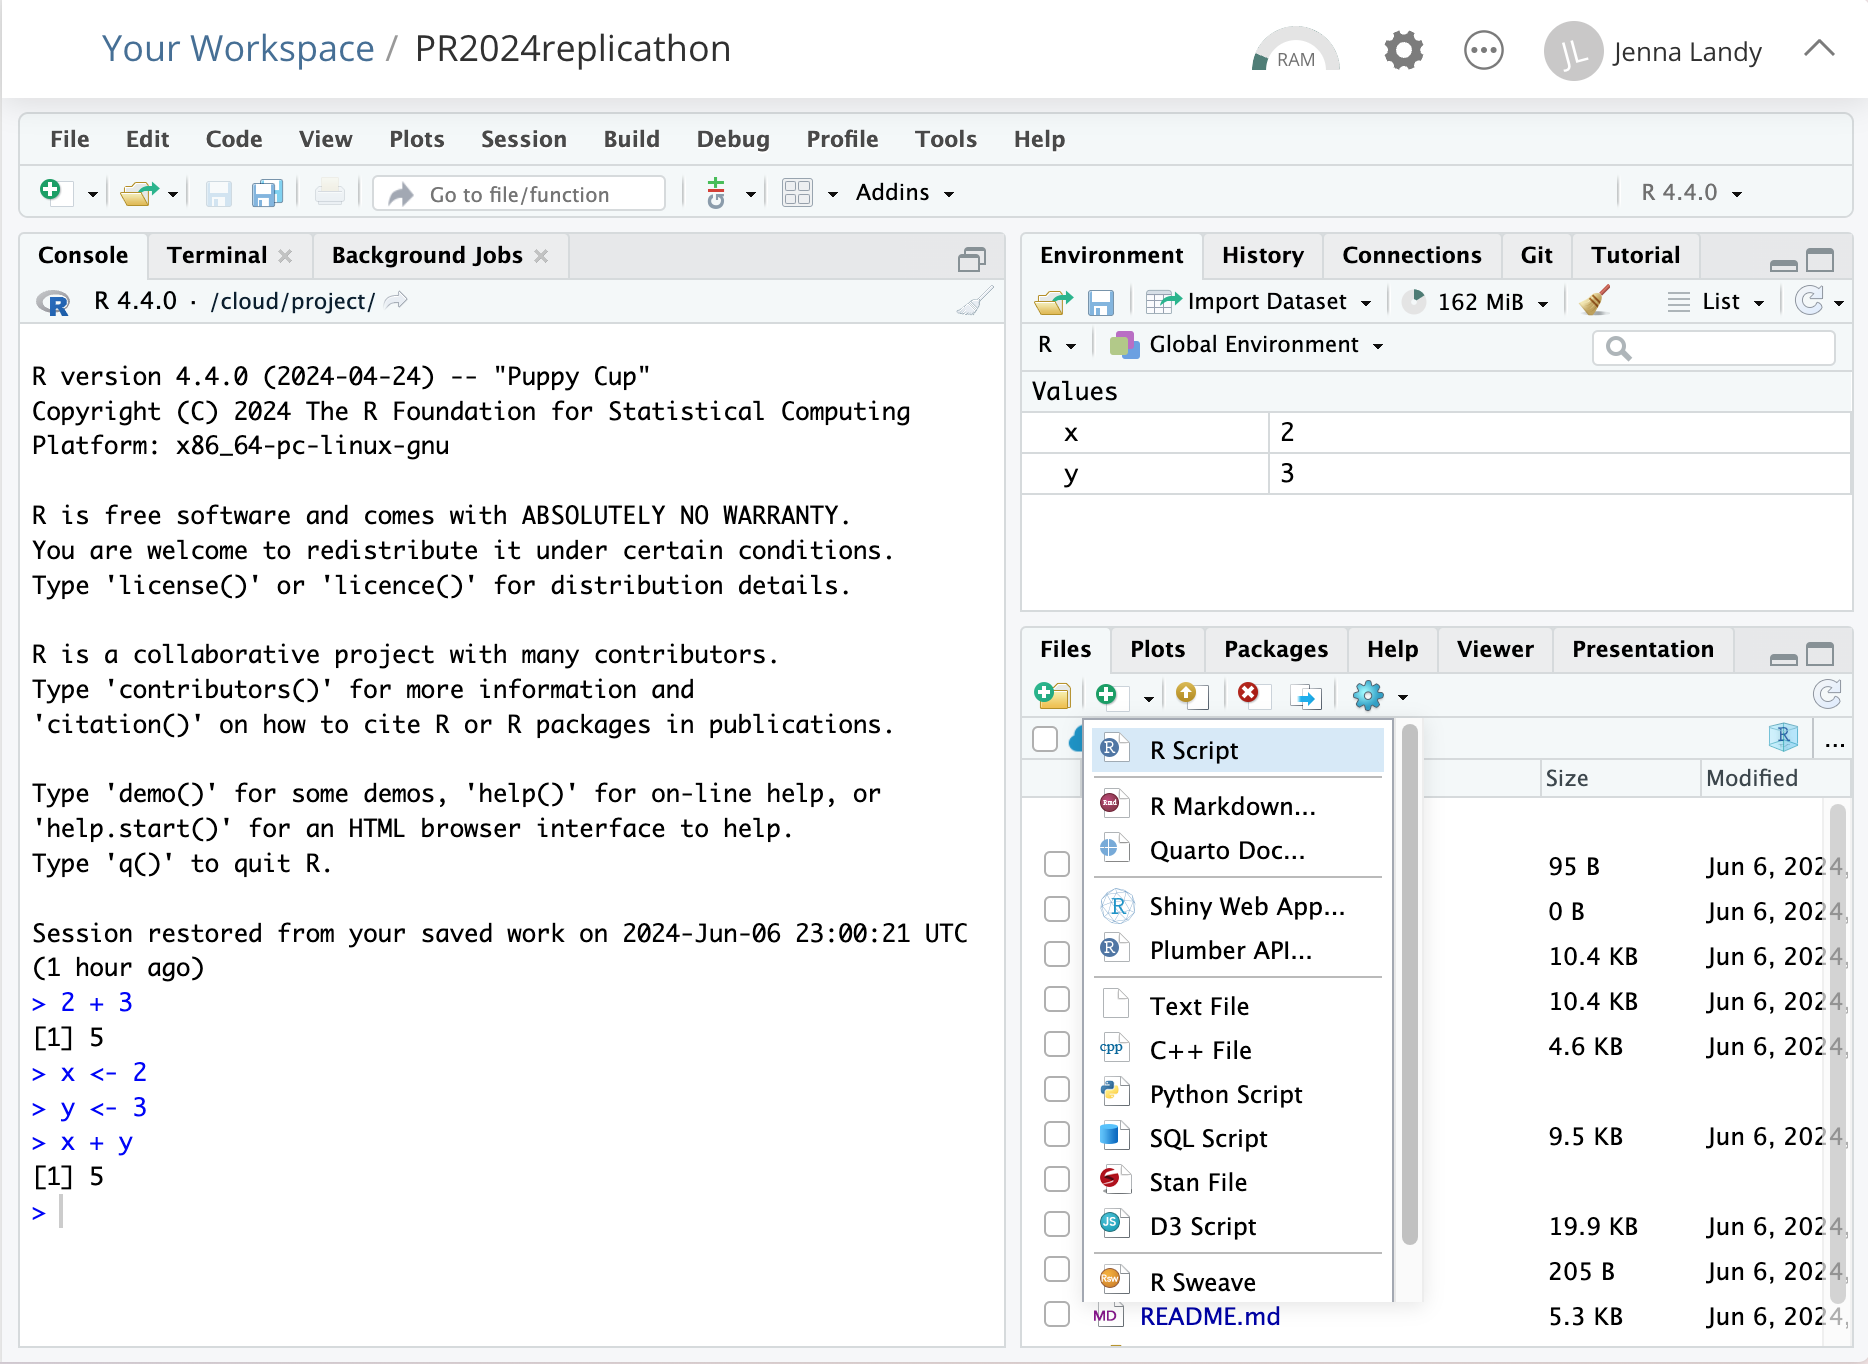 Your Workspace / PR2024replicathon
RAM
JL
Jenna Landy
File Edit Code View Plots Session Build Debug Profile Tools Help
Go to file/function
Addins
R 4.4.0
Console Terminal Background Jobs
R 4.4.0 · /cloud/project/
R version 4.4.0 (2024-04-24) -- "Puppy Cup"
Copyright (C) 2024 The R Foundation for Statistical Computing
Platform: x86_64-pc-linux-gnu
R is free software and comes with ABSOLUTELY NO WARRANTY.
You are welcome to redistribute it under certain conditions.
Type 'license()' or 'licence()' for distribution details.
R is a collaborative project with many contributors.
Type 'contributors()' for more information and
'citation()' on how to cite R or R packages in publications.
Type 'demo()' for some demos, 'help()' for on-line help, or
'help.start()' for an HTML browser interface to help.
Type 'q()' to quit R.
Session restored from your saved work on 2024-Jun-06 23:00:21 UTC
(1 hour ago)
> 2 + 3
[1] 5
> x <- 2
> y <- 3
> x + y
[1] 5
>
Environment History Connections Git Tutorial
Import Dataset 162 MiB List
R Global Environment
Values
x 2
y 3
Files Plots Packages Help Viewer Presentation
R ...
Size Modified
R Script
R Markdown...
Quarto Doc...
Shiny Web App...
Plumber API...
Text File
C++ File
Python Script
SQL Script
Stan File
D3 Script
R Sweave
95 B Jun 6, 2024,
0 B Jun 6, 2024,
10.4 KB Jun 6, 2024,
10.4 KB Jun 6, 2024,
4.6 KB Jun 6, 2024,
9.5 KB Jun 6, 2024,
19.9 KB Jun 6, 2024,
205 B Jun 6, 2024,
MD README.md 5.3 KB Jun 6, 2024,